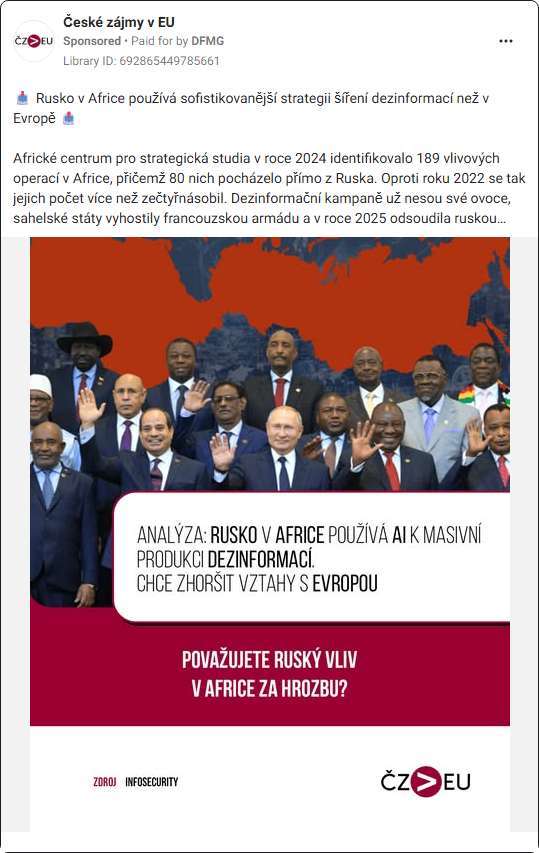 České zájmy v EU
Sponsored • Paid for by DFMG
Library ID: 692865449785661
Rusko v Africe používá sofistikovanější strategii šíření dezinformací než v
Evropě
Africké centrum pro strategická studia v roce 2024 identifikovalo 189 vlivových
operací v Africe, přičemž 80 nich pocházelo přímo z Ruska. Oproti roku 2022 se tak
jejich počet více než zečtyřnásobil. Dezinformační kampaně už nesou své ovoce,
sahelské státy vyhostily francouzskou armádu a v roce 2025 odsoudila ruskou...
ANALÝZA: RUSKO V AFRICE POUŽÍVÁ AI K MASIVNÍ
PRODUKCI DEZINFORMACÍ.
CHCE ZHORŠIT VZTAHY S EVROPOU
POVAŽUJETE RUSKÝ VLIV
V AFRICE ZA HROZBU?
ZDROJ INFOSECURITY
ČZ>EU